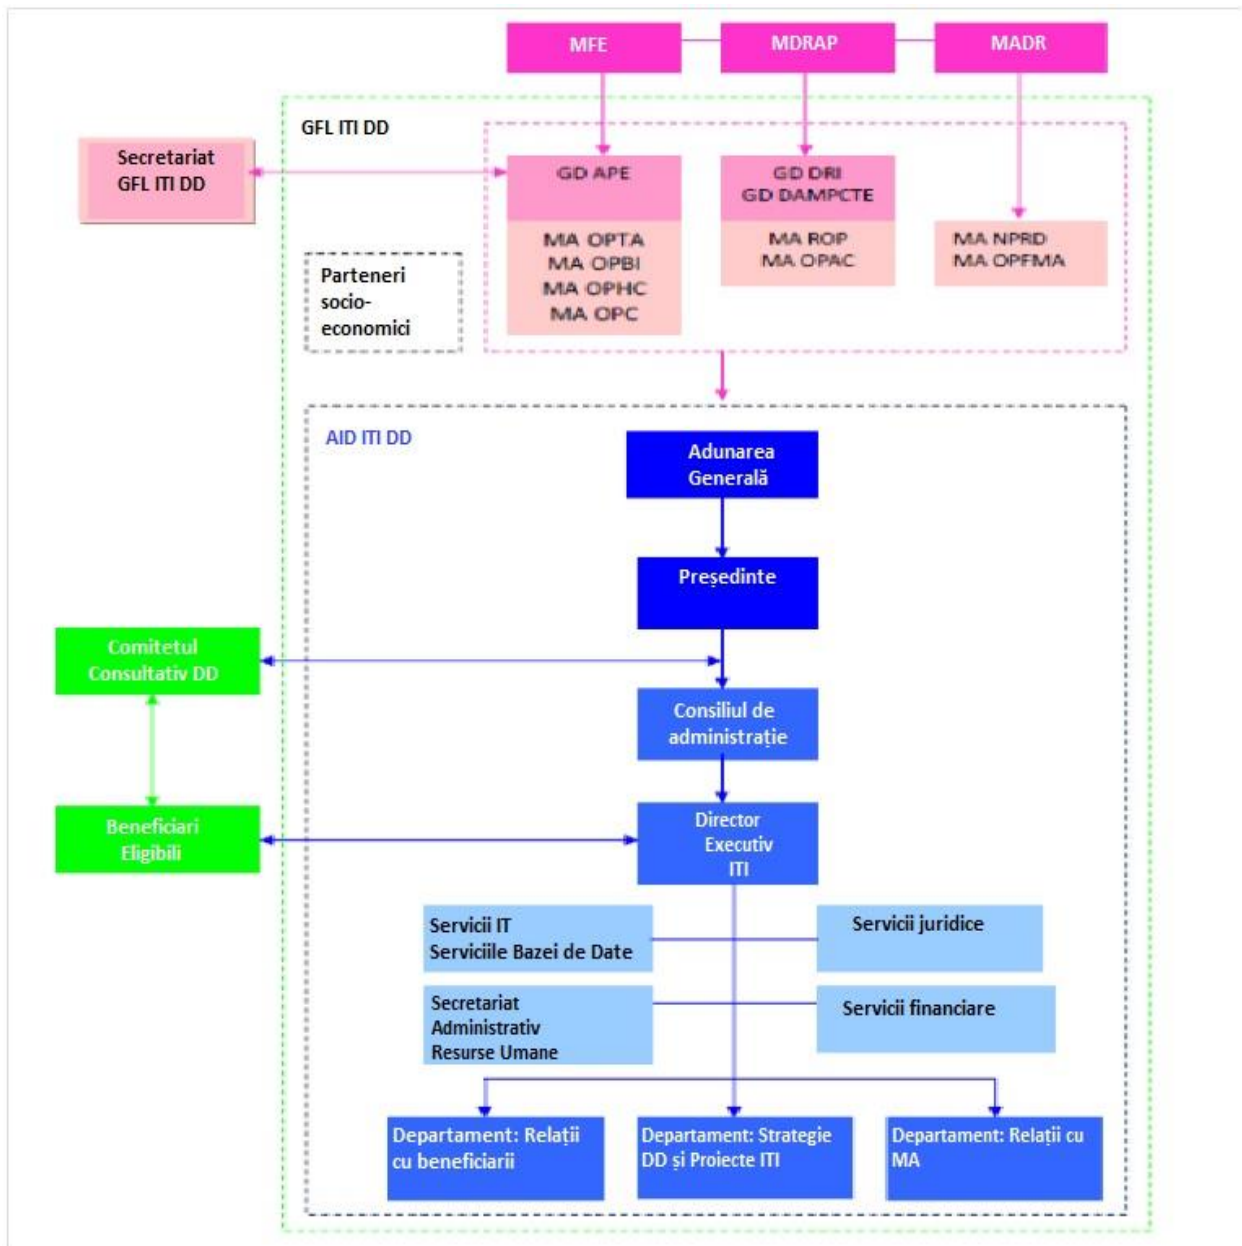 MFE
MDRAP
MADR
GFL ITI DD
Secretariat
GFL ITI DD
GD APE
GD DRI
GD DAMPCTE
MA OPTA
MA OPBI
MA OPHC
MA OPC
MA ROP
MA OPAC
MA NPRD
MA OPFMA
Parteneri
socio-
economici
AID ITI DD
Adunarea
Generală
Președinte
Comitetul
Consultativ DD
Consiliul de
administrație
Beneficiari
Eligibili
Director
Executiv
ITI
Servicii IT
Serviciile Bazei de Date
Servicii juridice
Secretariat
Administrativ
Resurse Umane
Servicii financiare
Departament: Relații
cu beneficiarii
Departament: Strategie
DD și Proiecte ITI
Departament: Relații cu
MA